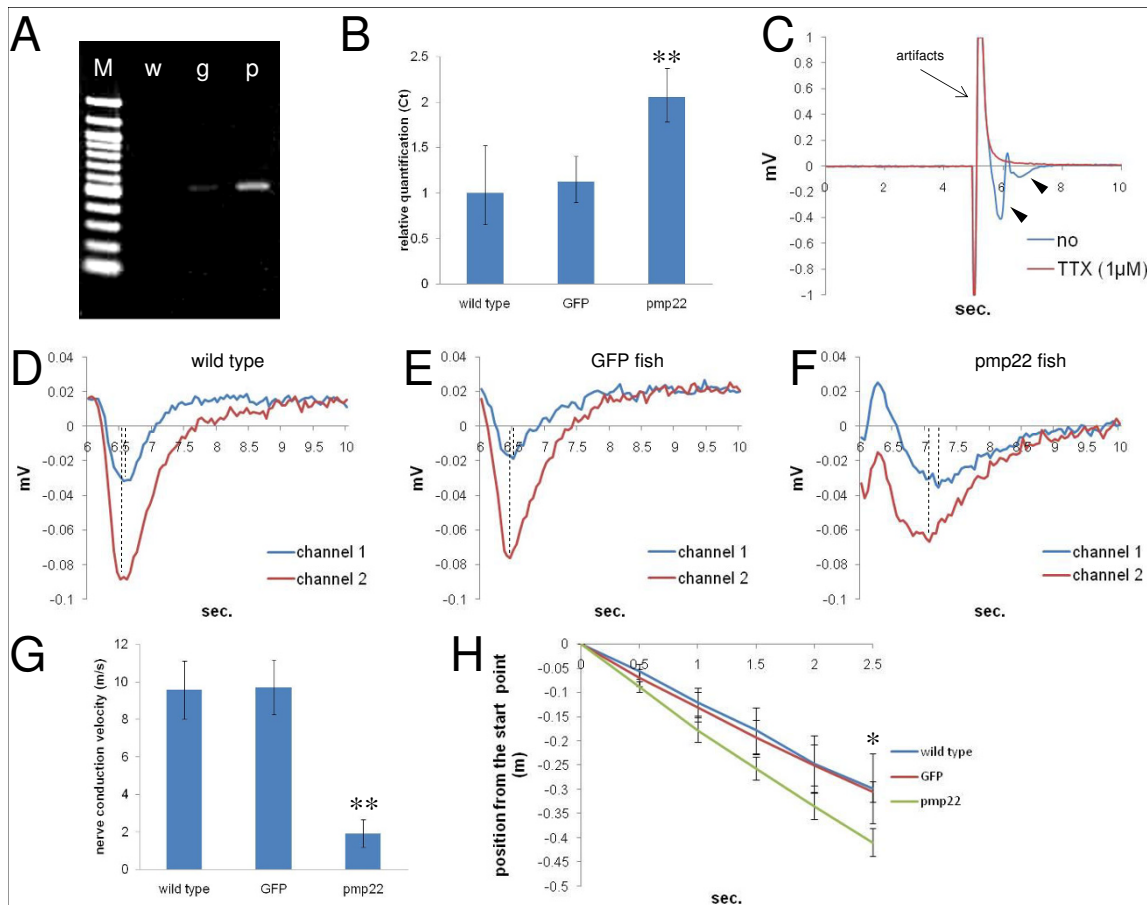 A
M w g p
B
relative quantification (Ct)
2.5
2
1.5
1
0.5
0
**
wild type GFP pmp22
C
artifacts
mV
1
0.8
0.6
0.4
0.2
0
-0.2
-0.4
-0.6
-0.8
-1
0 2 4 6 8 10
no
TTX (1µM)
sec.
D
wild type
mV
0.04
0.02
0
-0.02
-0.04
-0.06
-0.08
-0.1
6 6.5 7 7.5 8 8.5 9 9.5 10
channel 1
channel 2
sec.
E
GFP fish
mV
0.04
0.02
0
-0.02
-0.04
-0.06
-0.08
-0.1
6 6.5 7 7.5 8 8.5 9 9.5 10
channel 1
channel 2
sec.
F
pmp22 fish
mV
0.04
0.02
0
-0.02
-0.04
-0.06
-0.08
-0.1
6 6.5 7 7.5 8 8.5 9 9.5 10
channel 1
channel 2
sec.
G
nerve conduction velocity (m/s)
12
10
8
6
4
2
0
**
wild type GFP pmp22
H
position from the start point
(m)
0
-0.05
-0.1
-0.15
-0.2
-0.25
-0.3
-0.35
-0.4
-0.45
-0.5
0 0.5 1 1.5 2 2.5
*
wild type
GFP
pmp22
sec.